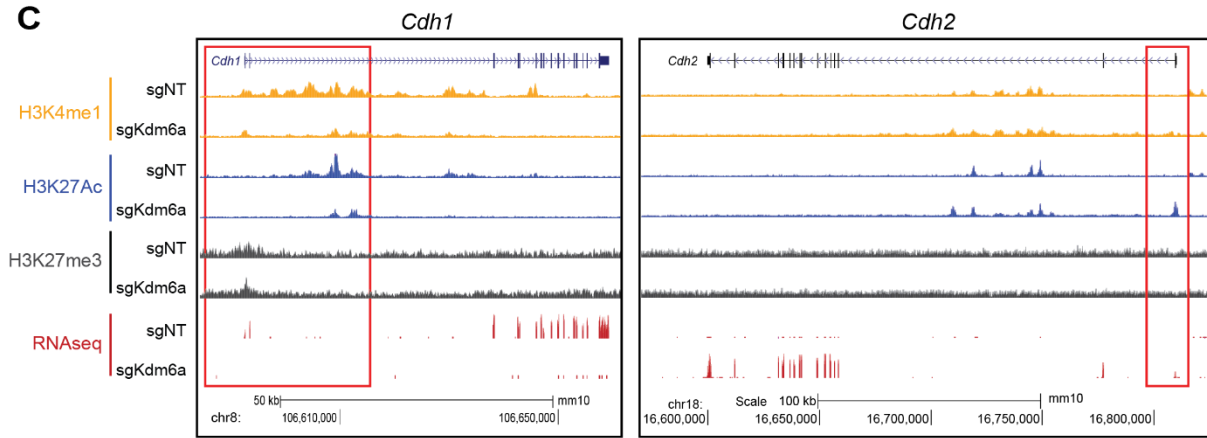 C
Cdh1 Cdh2
Cdh1 Cdh2
H3K4me1
sgNT
sgKdm6a
H3K27Ac
sgNT
sgKdm6a
H3K27me3
sgNT
sgKdm6a
RNAseq
sgNT
sgKdm6a
50 kb mm10
chr8: 106,610,000 106,650,000
chr18: Scale 100 kb mm10
16,600,000 16,650,000 16,700,000 16,750,000 16,800,000